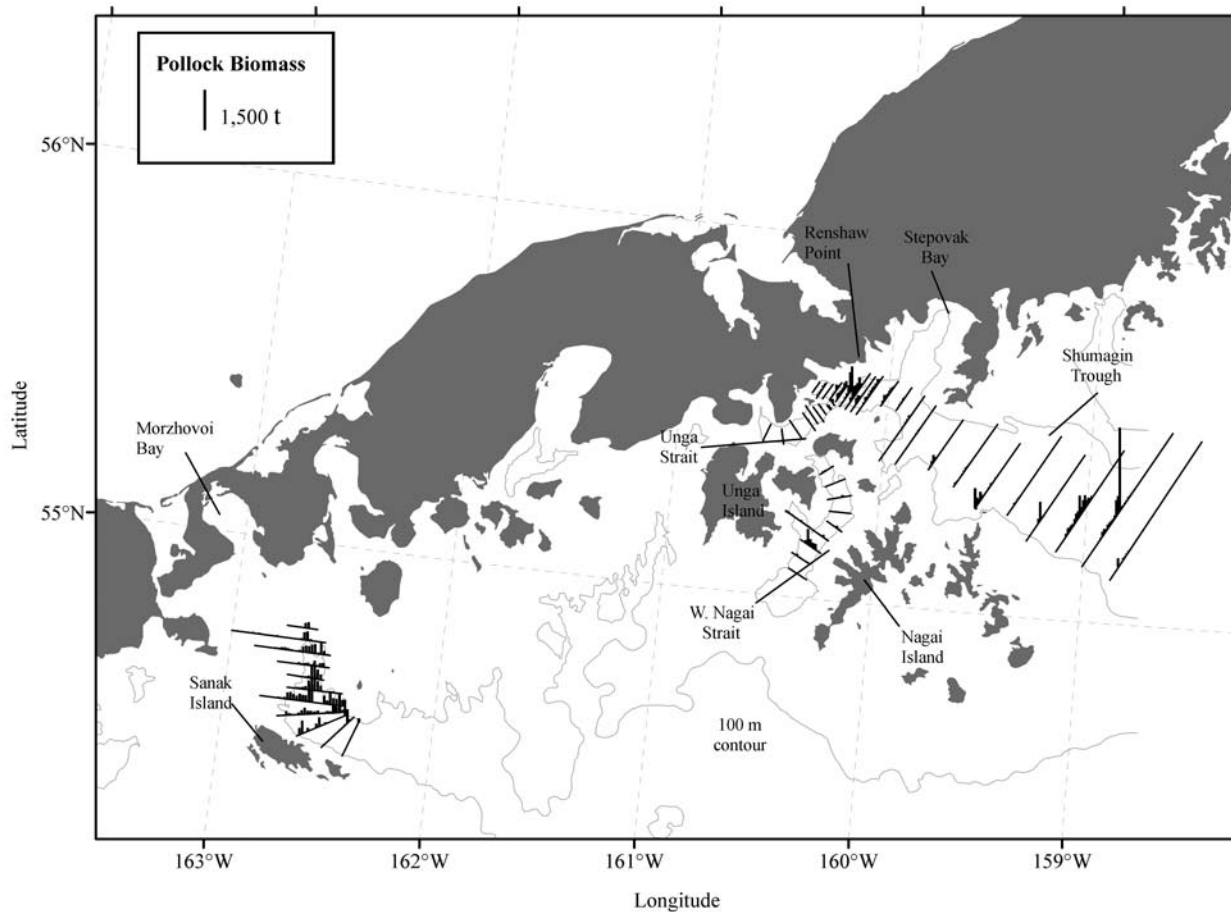 Pollock Biomass
1,500 t
56°N
Renshaw
Point
Stepovak
Bay
Shumagin
Trough
Latitude
Morzhovoi
Bay
Unga
Strait
Unga
Island
55°N
W. Nagai
Strait
Nagai
Island
Sanak
Island
100 m
contour
163°W
162°W
161°W
160°W
159°W
Longitude